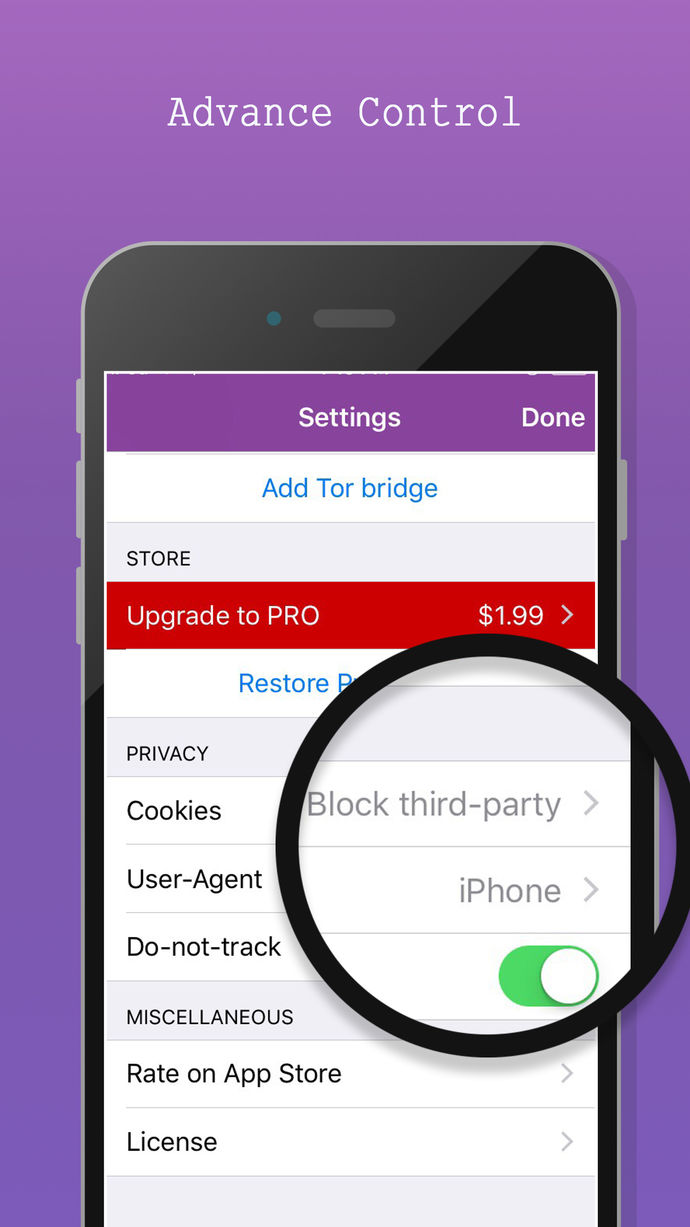 Advance Control
Settings Done
Add Tor bridge
STORE
Upgrade to PRO $1.99
Restore
PRIVACY
Cookies Block third-party
User-Agent iPhone
Do-not-track
MISCELLANEOUS
Rate on App Store
License